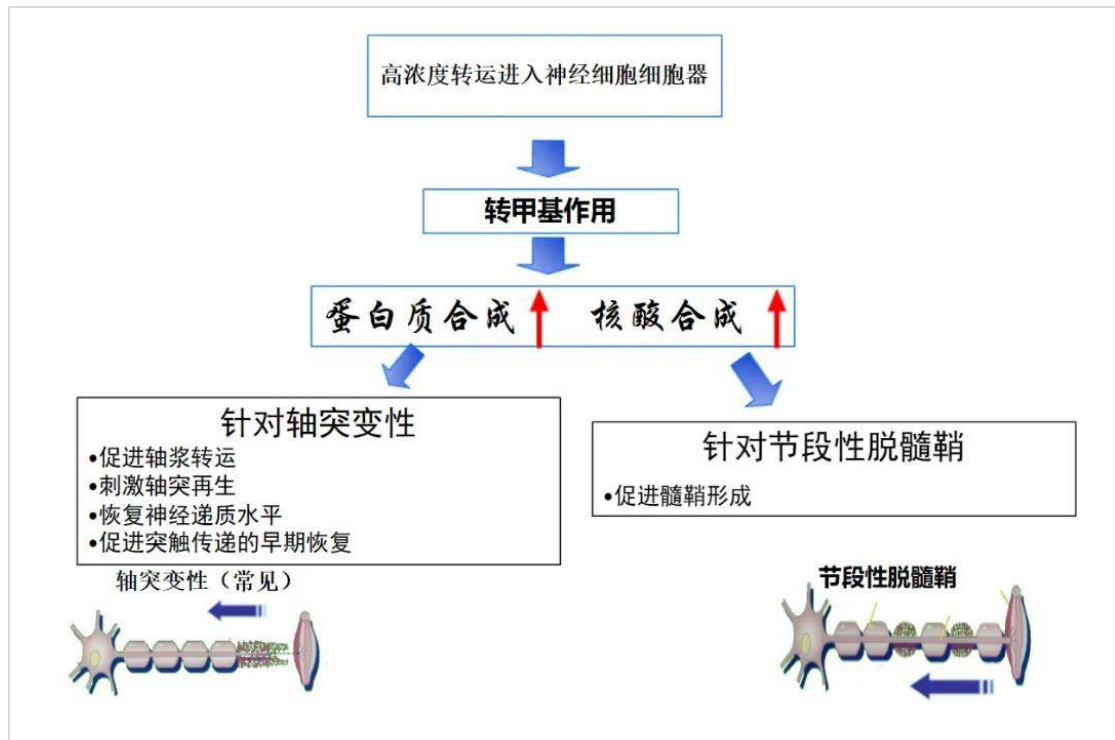 高浓度转运进入神经细胞细胞器
转甲基作用
蛋白质合成 核酸合成
针对轴突变性
•促进轴浆转运
•刺激轴突再生
•恢复神经递质水平
•促进突触传递的早期恢复
针对节段性脱髓鞘
•促进髓鞘形成
轴突变性（常见）
节段性脱髓鞘